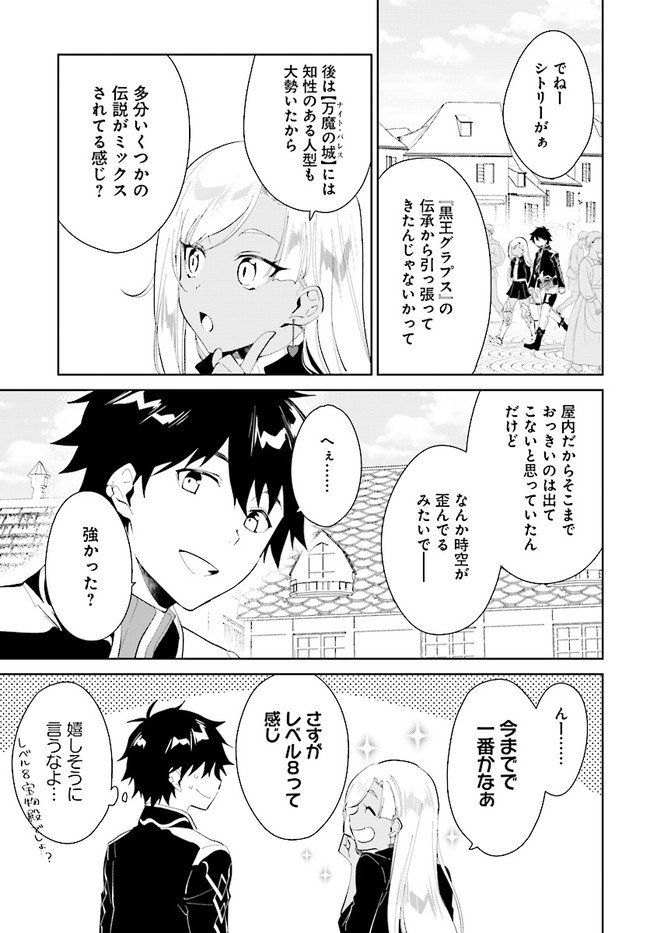 でねー
シトリーがぁ
『黒王グラプス』の
伝承から引っ張って
きたんじゃないかって
後は【万魔の城】には
ナイト・パレス
知性のある人型も
大勢いたから
多分いくつかの
伝説がミックス
されてる感じ？
屋内だからそこまで
おっきいのは出て
こないと思っていたん
だけど
なんか時空が
歪んでる
みたいで――
へぇ……
強かった？
んー……
今までで
一番かなぁ
さすが
レベル8って
感じ
嬉しそうに
言うなよ…
レベル8宝物殿でしょ？